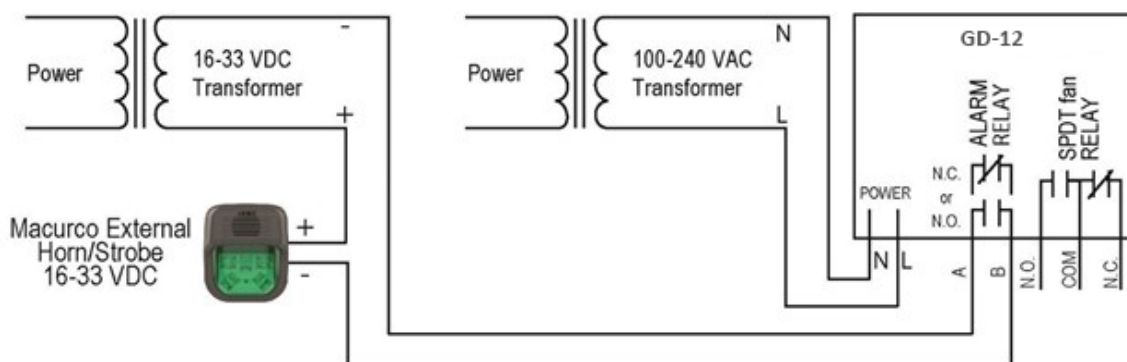 Power
16-33 VDC
Transformer
-
+
Power
100-240 VAC
Transformer
N
L
GD-12
ALARM
RELAY
SPDT fan
RELAY
N.C.
or
N.O.
POWER
N
L
A
B
N.O.
COM
N.C.
Macurco External
Horn/Strobe
16-33 VDC
+
-